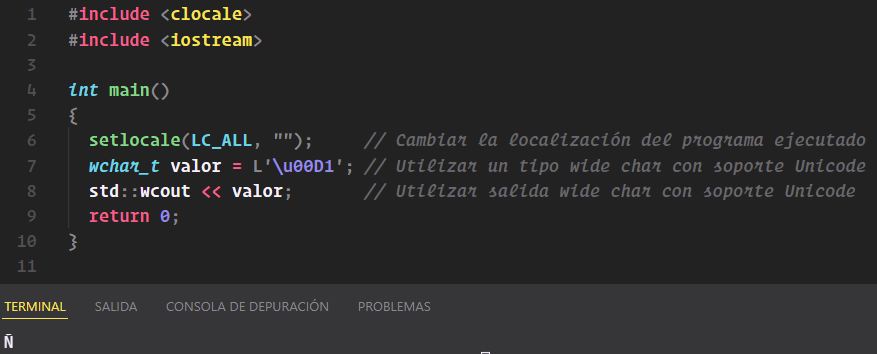 1 #include <clocale>
2 #include <iostream>
3
4 int main()
5 {
6 setlocale(LC_ALL, ""); // Cambiar la localización del programa ejecutado
7 wchar_t valor = L'\u00D1'; // Utilizar un tipo wide char con soporte Unicode
8 std::wcout << valor; // Utilizar salida wide char con soporte Unicode
9 return 0;
10 }
11
TERMINAL SALIDA CONSOLA DE DEPURACIÓN PROBLEMAS
Ñ